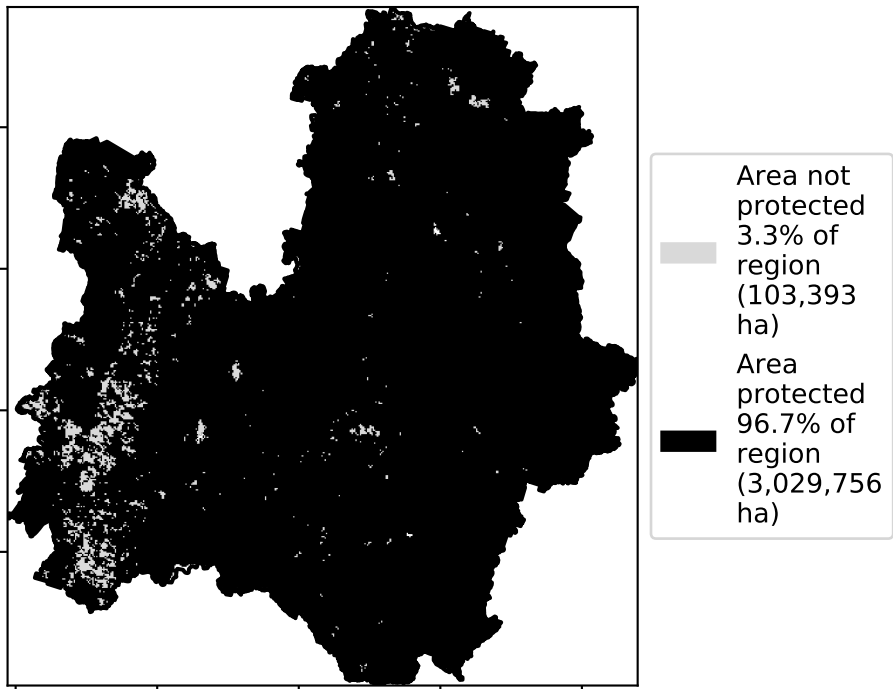 Area not
protected
3.3% of
region
(103,393
ha)
Area
protected
96.7% of
region
(3,029,756
ha)